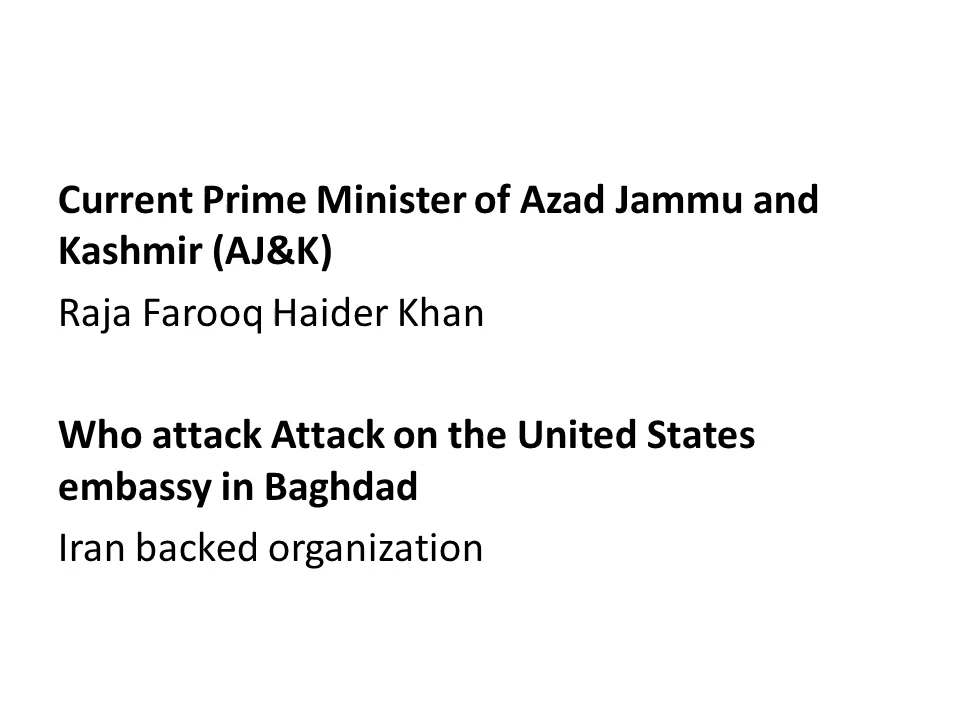 Current Prime Minister of Azad Jammu and
Kashmir (AJ&K)
Raja Farooq Haider Khan
Who attack Attack on the United States
embassy in Baghdad
Iran backed organization